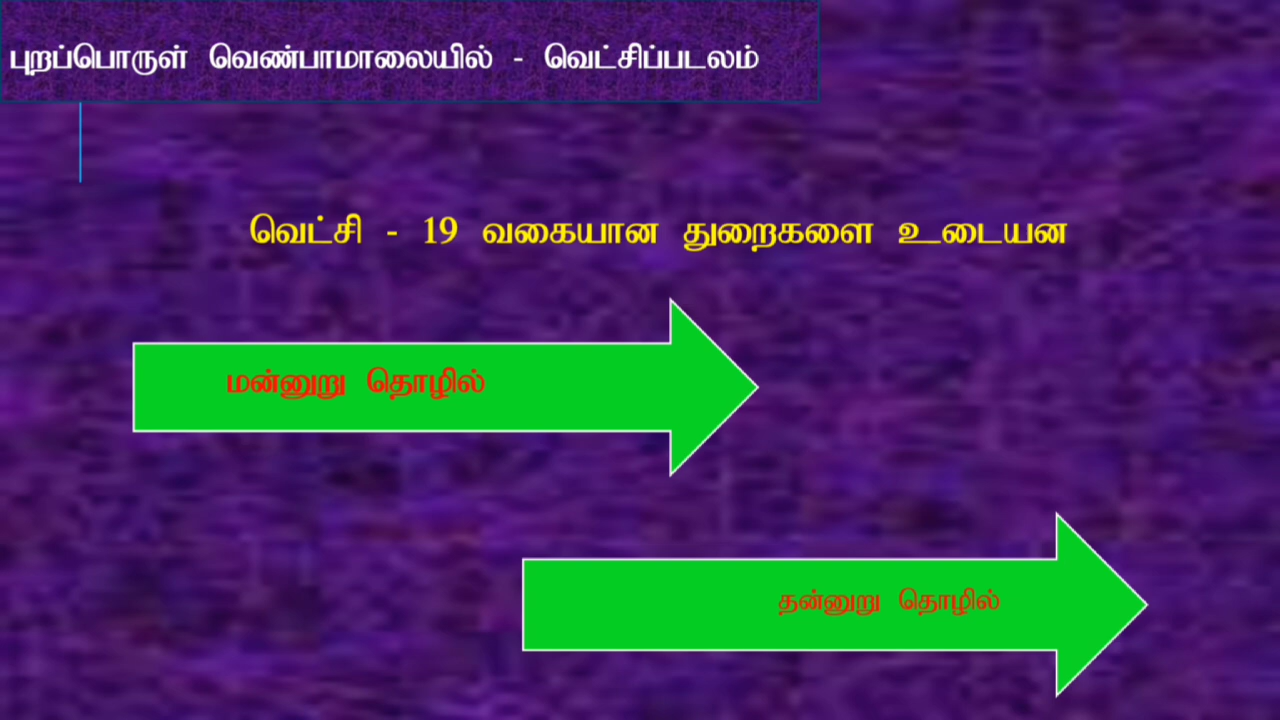 புறப்பொருள் வெண்பாமாலையில் - வெட்சிப்படலம்
வெட்சி - 19 வகையான துறைகளை உடையன
மன்னுறு தொழில்
தன்னுறு தொழில்